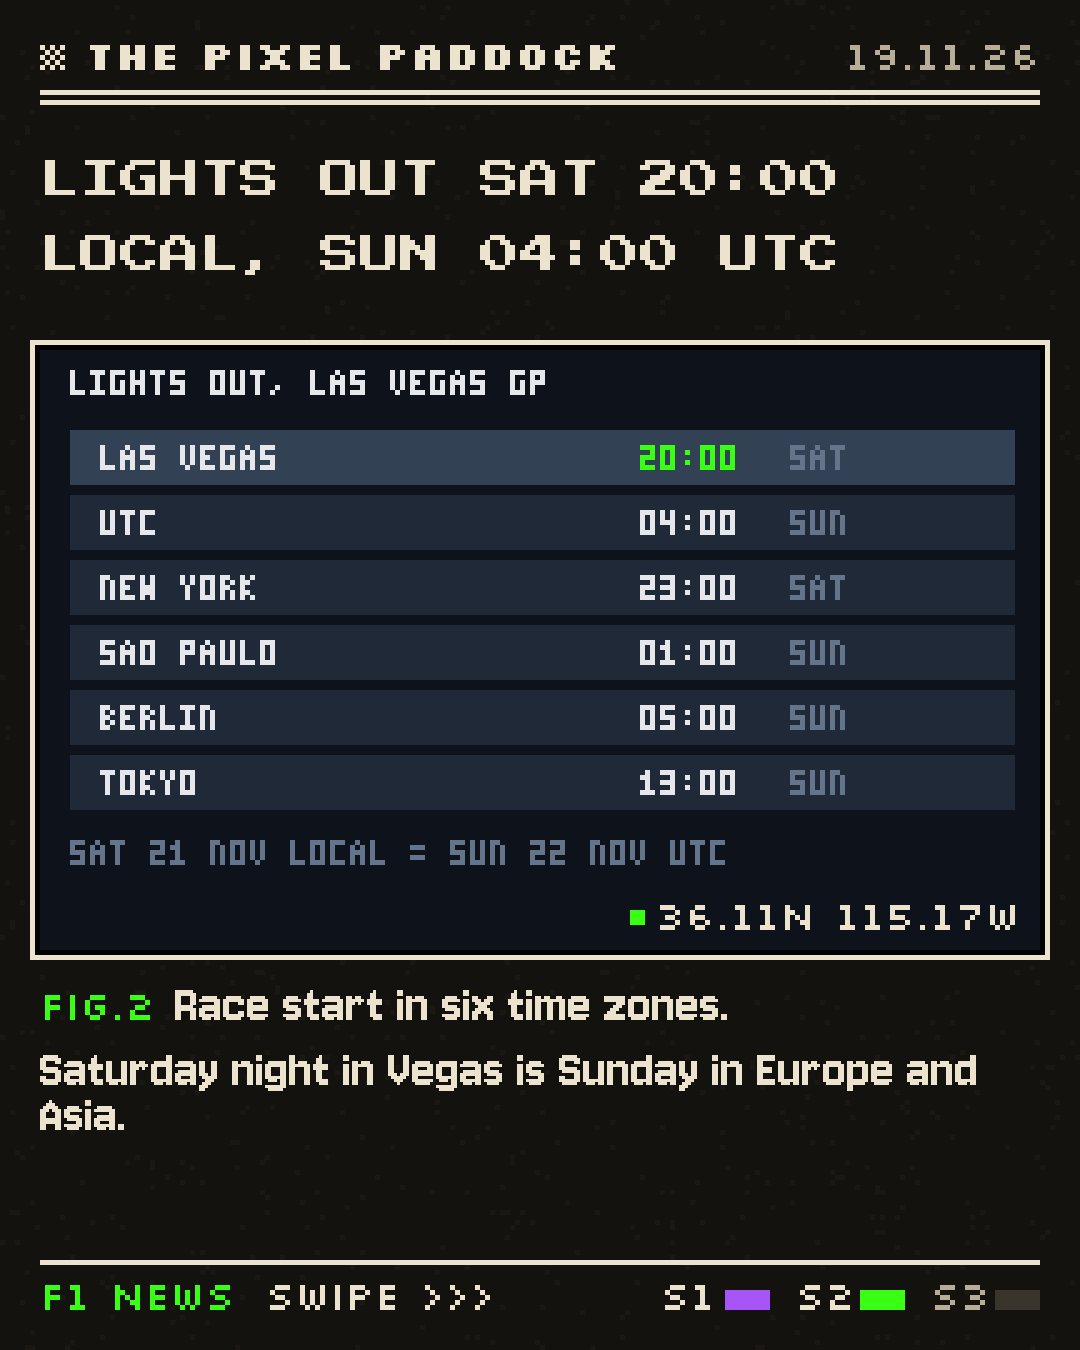 THE PIXEL PADDOCK 19.11.26
LIGHTS OUT SAT 20:00
LOCAL, SUN 04:00 UTC
LIGHTS OUT, LAS VEGAS GP
LAS VEGAS 20:00 SAT
UTC 04:00 SUN
NEW YORK 23:00 SAT
SAO PAULO 01:00 SUN
BERLIN 05:00 SUN
TOKYO 13:00 SUN
SAT 21 NOV LOCAL = SUN 22 NOV UTC
36.11N 115.17W
FIG.2 Race start in six time zones.
Saturday night in Vegas is Sunday in Europe and
Asia.
F1 NEWS SWIPE >>> S1 S2 S3